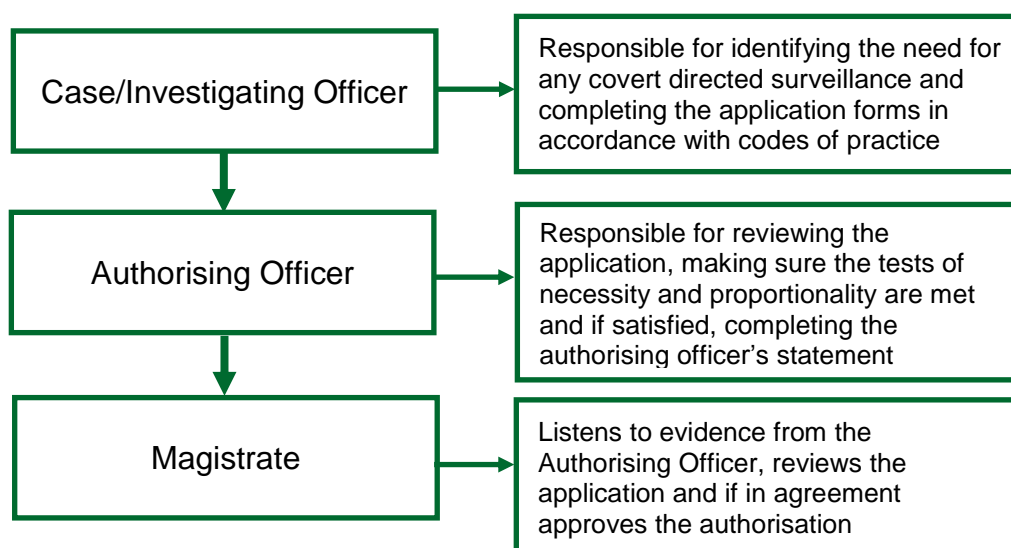 Case/Investigating Officer
Responsible for identifying the need for
any covert directed surveillance and
completing the application forms in
accordance with codes of practice
Authorising Officer
Responsible for reviewing the
application, making sure the tests of
necessity and proportionality are met
and if satisfied, completing the
authorising officer's statement
Magistrate
Listens to evidence from the
Authorising Officer, reviews the
application and if in agreement
approves the authorisation